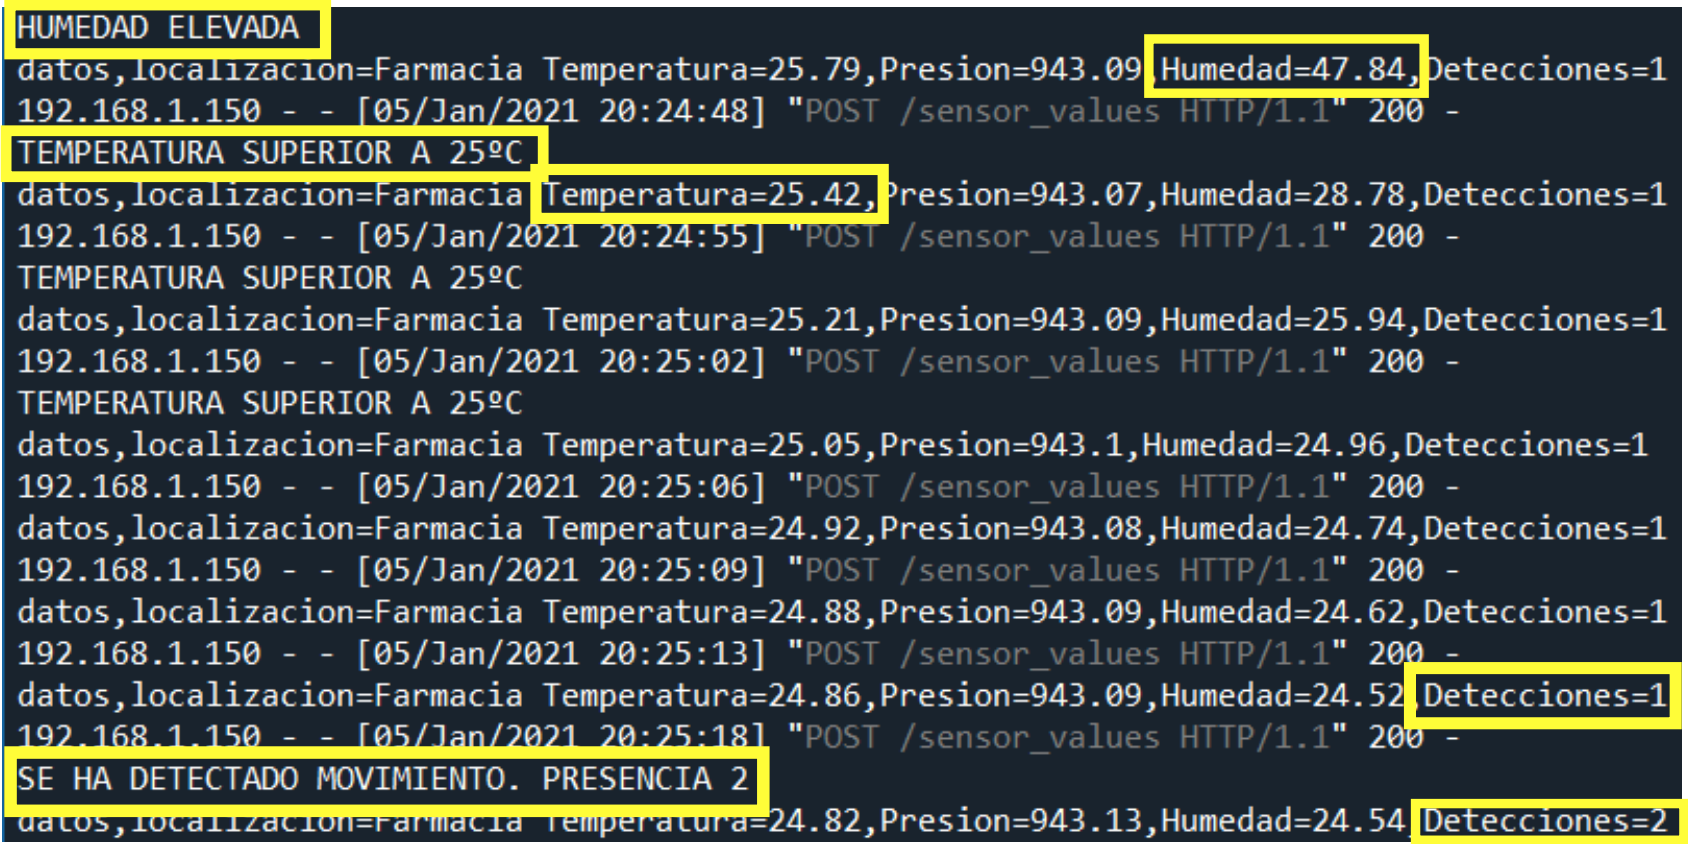 HUMEDAD ELEVADA
datos,localizacion=Farmacia Temperatura=25.79,Presion=943.09,Humedad=47.84,Detecciones=1
192.168.1.150 - - [05/Jan/2021 20:24:48] "POST /sensor_values HTTP/1.1" 200 -
TEMPERATURA SUPERIOR A 25ºC
datos,localizacion=Farmacia Temperatura=25.42,Presion=943.07,Humedad=28.78,Detecciones=1
192.168.1.150 - - [05/Jan/2021 20:24:55] "POST /sensor_values HTTP/1.1" 200 -
TEMPERATURA SUPERIOR A 25ºC
datos,localizacion=Farmacia Temperatura=25.21,Presion=943.09,Humedad=25.94,Detecciones=1
192.168.1.150 - - [05/Jan/2021 20:25:02] "POST /sensor_values HTTP/1.1" 200 -
TEMPERATURA SUPERIOR A 25ºC
datos,localizacion=Farmacia Temperatura=25.05,Presion=943.1,Humedad=24.96,Detecciones=1
192.168.1.150 - - [05/Jan/2021 20:25:06] "POST /sensor_values HTTP/1.1" 200 -
datos,localizacion=Farmacia Temperatura=24.92,Presion=943.08,Humedad=24.74,Detecciones=1
192.168.1.150 - - [05/Jan/2021 20:25:09] "POST /sensor_values HTTP/1.1" 200 -
datos,localizacion=Farmacia Temperatura=24.88,Presion=943.09,Humedad=24.62,Detecciones=1
192.168.1.150 - - [05/Jan/2021 20:25:13] "POST /sensor_values HTTP/1.1" 200 -
datos,localizacion=Farmacia Temperatura=24.86,Presion=943.09,Humedad=24.52,Detecciones=1
192.168.1.150 - - [05/Jan/2021 20:25:18] "POST /sensor_values HTTP/1.1" 200 -
SE HA DETECTADO MOVIMIENTO. PRESENCIA 2
datos,localizacion=Farmacia Temperatura=24.82,Presion=943.13,Humedad=24.54,Detecciones=2